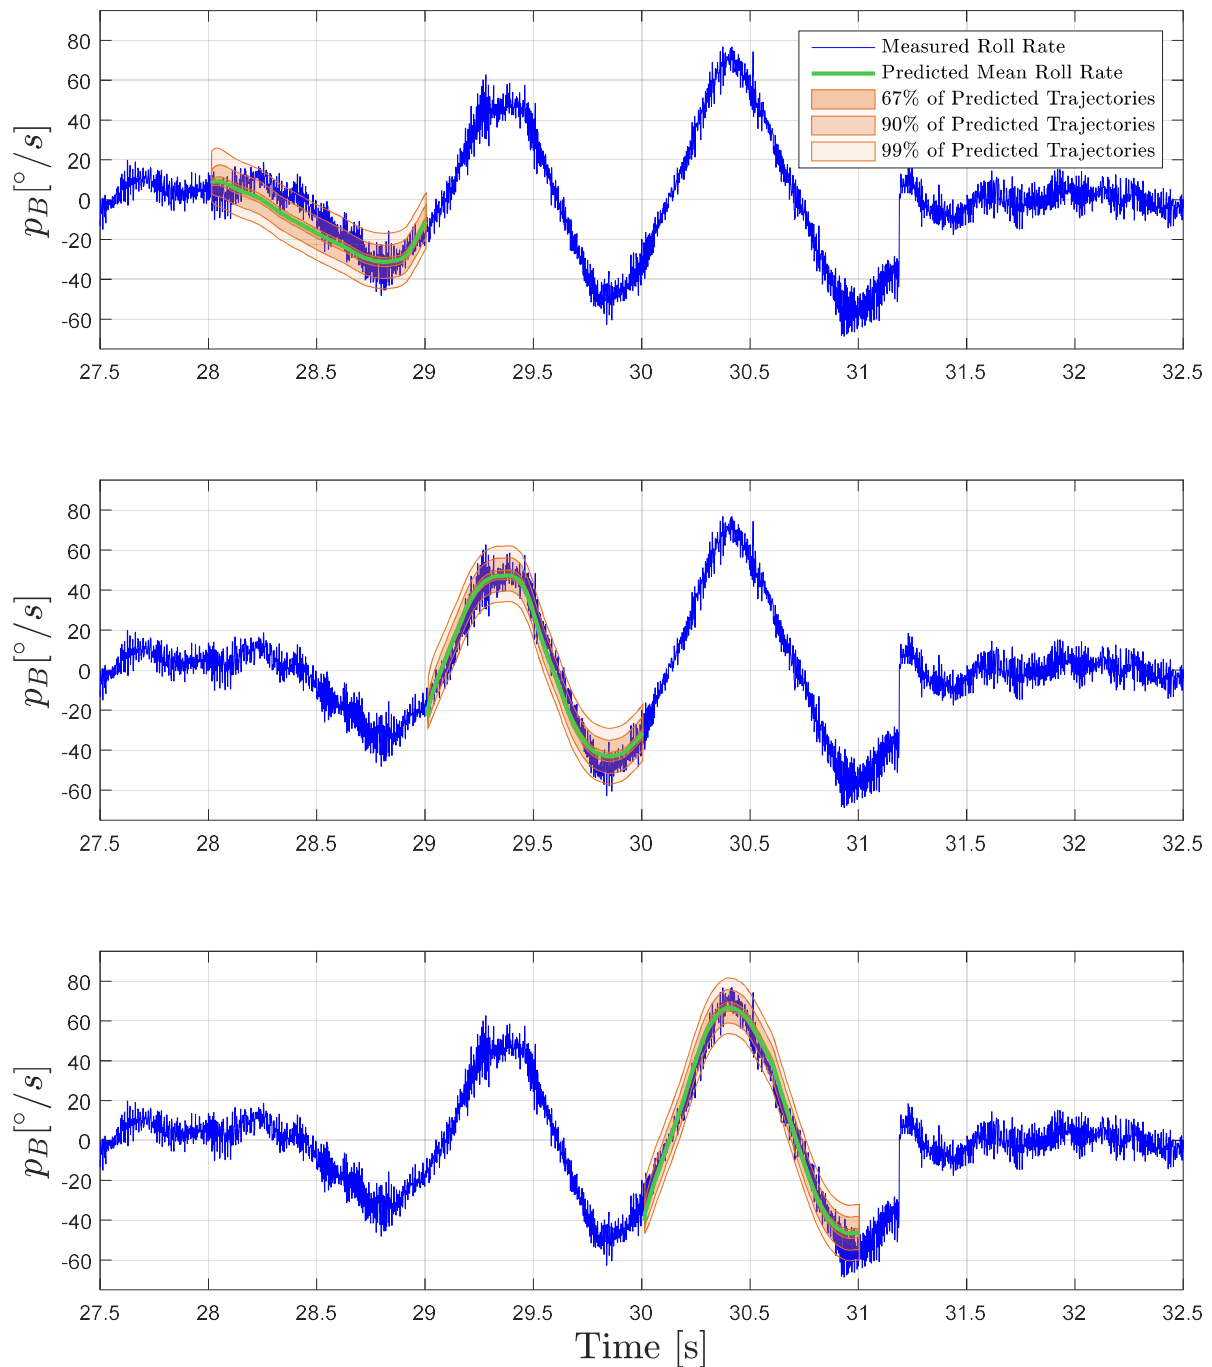 80
60
40
20
0
-20
-40
-60
p_B[°/s]
Measured Roll Rate
Predicted Mean Roll Rate
67% of Predicted Trajectories
90% of Predicted Trajectories
99% of Predicted Trajectories
27.5 28 28.5 29 29.5 30 30.5 31 31.5 32 32.5
80
60
40
20
0
-20
-40
-60
p_B[°/s]
27.5 28 28.5 29 29.5 30 30.5 31 31.5 32 32.5
80
60
40
20
0
-20
-40
-60
p_B[°/s]
27.5 28 28.5 29 29.5 30 30.5 31 31.5 32 32.5
Time [s]